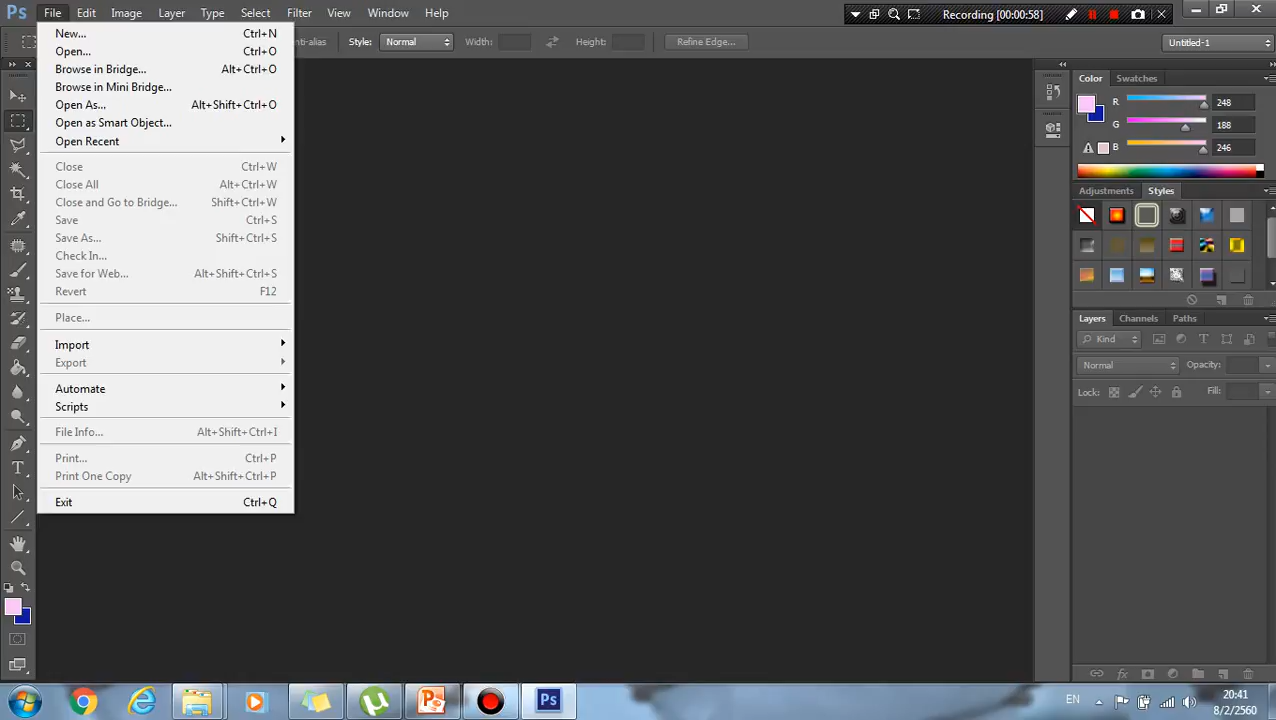 Ps File Edit Image Layer Type Select Filter View Window Help
Recording [00:00:58]
nti-alias Style: Normal Width: Height: Refine Edge... Untitled-1
New... Ctrl+N
Open... Ctrl+O
Browse in Bridge... Alt+Ctrl+O
Browse in Mini Bridge...
Open As... Alt+Shift+Ctrl+O
Open as Smart Object...
Open Recent
Close Ctrl+W
Close All Alt+Ctrl+W
Close and Go to Bridge... Shift+Ctrl+W
Save Ctrl+S
Save As... Shift+Ctrl+S
Check In...
Save for Web... Alt+Shift+Ctrl+S
Revert F12
Place...
Import
Export
Automate
Scripts
File Info... Alt+Shift+Ctrl+I
Print... Ctrl+P
Print One Copy Alt+Shift+Ctrl+P
Exit Ctrl+Q
Color Swatches
R 248
G 188
B 246
Adjustments Styles
Layers Channels Paths
Kind
Normal Opacity:
Lock: Fill:
EN
20:41
8/2/2560